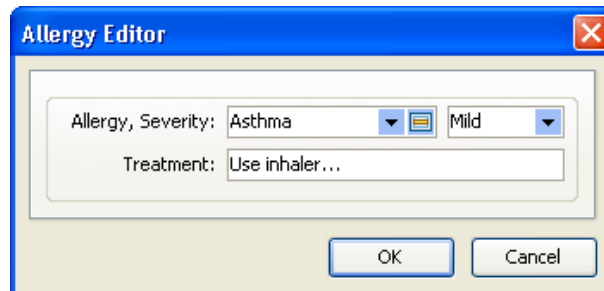 Allergy Editor
Allergy, Severity: Asthma Mild
Treatment: Use inhaler...
OK Cancel